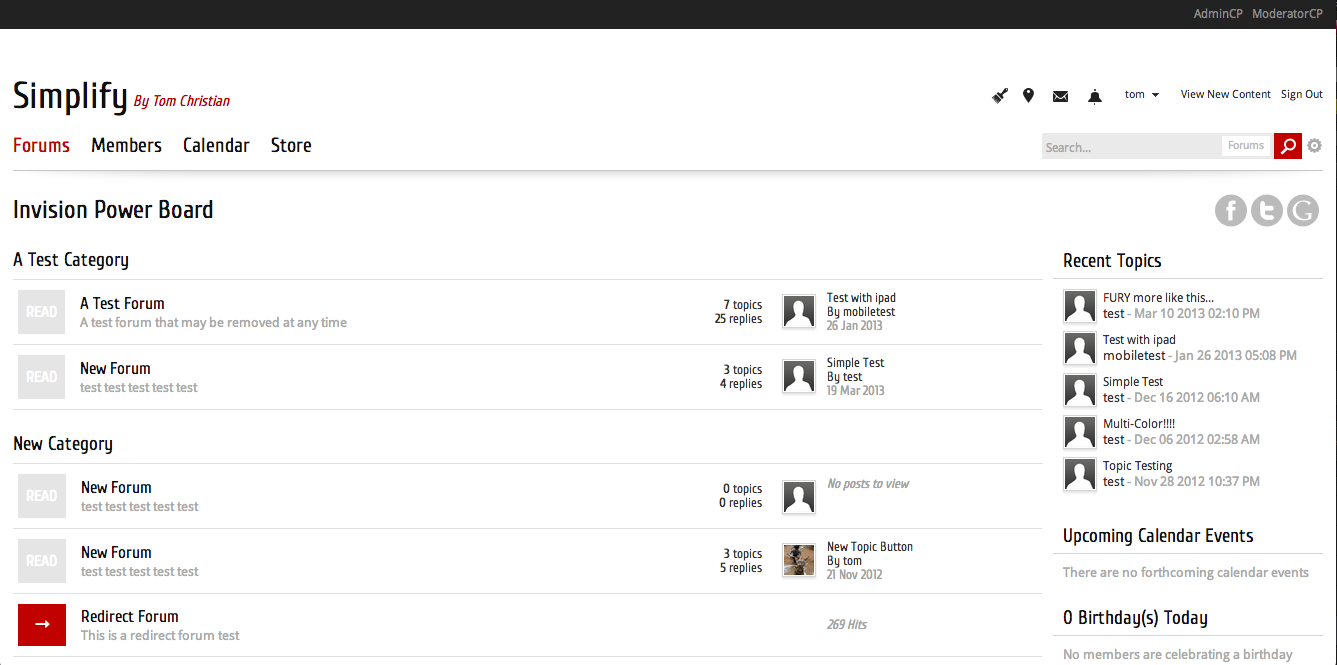 AdminCP ModeratorCP
Simplify By Tom Christian
tom View New Content Sign Out
Forums Members Calendar Store
Search... Forums
Invision Power Board
A Test Category
READ
A Test Forum
A test forum that may be removed at any time
7 topics
25 replies
Test with ipad
By mobiletest
26 Jan 2013
READ
New Forum
test test test test test
3 topics
4 replies
Simple Test
By test
19 Mar 2013
New Category
READ
New Forum
test test test test test
0 topics
0 replies
No posts to view
READ
New Forum
test test test test test
3 topics
5 replies
New Topic Button
By tom
21 Nov 2012
Redirect Forum
This is a redirect forum test
269 Hits
Recent Topics
FURY more like this...
test - Mar 10 2013 02:10 PM
Test with ipad
mobiletest - Jan 26 2013 05:08 PM
Simple Test
test - Dec 16 2012 06:10 AM
Multi-Color!!!!
test - Dec 06 2012 02:58 AM
Topic Testing
test - Nov 28 2012 10:37 PM
Upcoming Calendar Events
There are no forthcoming calendar events
0 Birthday(s) Today
No members are celebrating a birthday